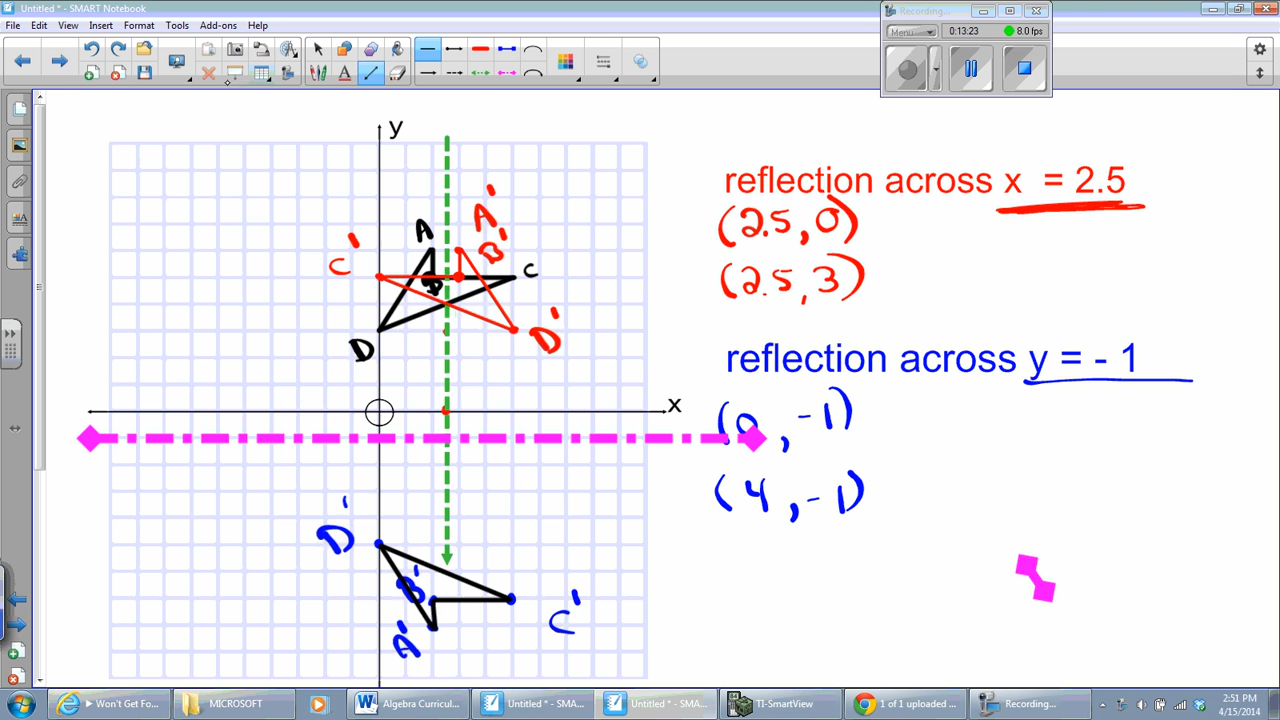 Untitled * - SMART Notebook
File Edit View Insert Format Tools Add-ons Help
Recording...
Menu 0:13:23 8.0 fps
y
reflection across x = 2.5
(2.5, 0)
(2.5, 3)
A
A'
B'
C'
C
B
D
D'
reflection across y = - 1
x
(0, -1)
(4, -1)
D'
B'
A'
C'
Won't Get Fo...
MICROSOFT
Algebra Curricul...
Untitled * - SMA...
Untitled * - SMA...
TI-SmartView
1 of 1 uploaded ...
Recording...
2:51 PM
4/15/2014